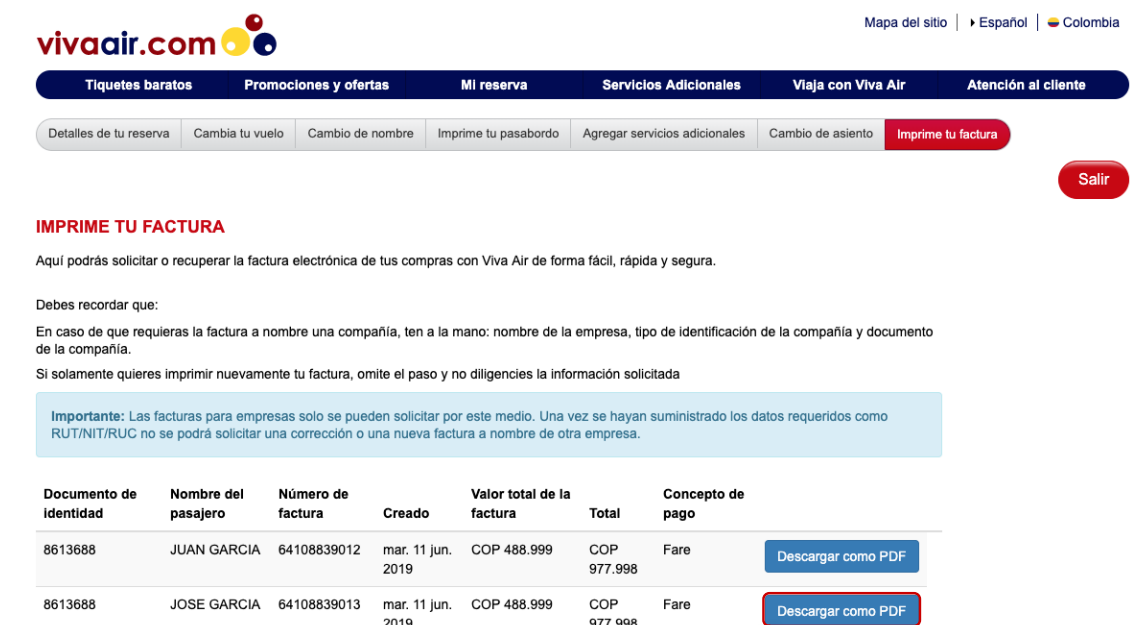 Mapa del sitio Español Colombia
vivaair.com
Tiquetes baratos Promociones y ofertas Mi reserva Servicios Adicionales Viaja con Viva Air Atención al cliente
Detalles de tu reserva Cambia tu vuelo Cambio de nombre Imprime tu pasabordo Agregar servicios adicionales Cambio de asiento Imprime tu factura
Salir
IMPRIME TU FACTURA
Aquí podrás solicitar o recuperar la factura electrónica de tus compras con Viva Air de forma fácil, rápida y segura.
Debes recordar que:
En caso de que requieras la factura a nombre una compañía, ten a la mano: nombre de la empresa, tipo de identificación de la compañía y documento
de la compañía.
Si solamente quieres imprimir nuevamente tu factura, omite el paso y no diligencies la información solicitada
Importante: Las facturas para empresas solo se pueden solicitar por este medio. Una vez se hayan suministrado los datos requeridos como
RUT/NIT/RUC no se podrá solicitar una corrección o una nueva factura a nombre de otra empresa.
Documento de Nombre del Número de Valor total de la Concepto de
identidad pasajero factura Creado factura Total pago
8613688 JUAN GARCIA 64108839012 mar. 11 jun. COP 488.999 COP Fare Descargar como PDF
2019 977.998
8613688 JOSE GARCIA 64108839013 mar. 11 jun. COP 488.999 COP Fare Descargar como PDF
2019 977.998